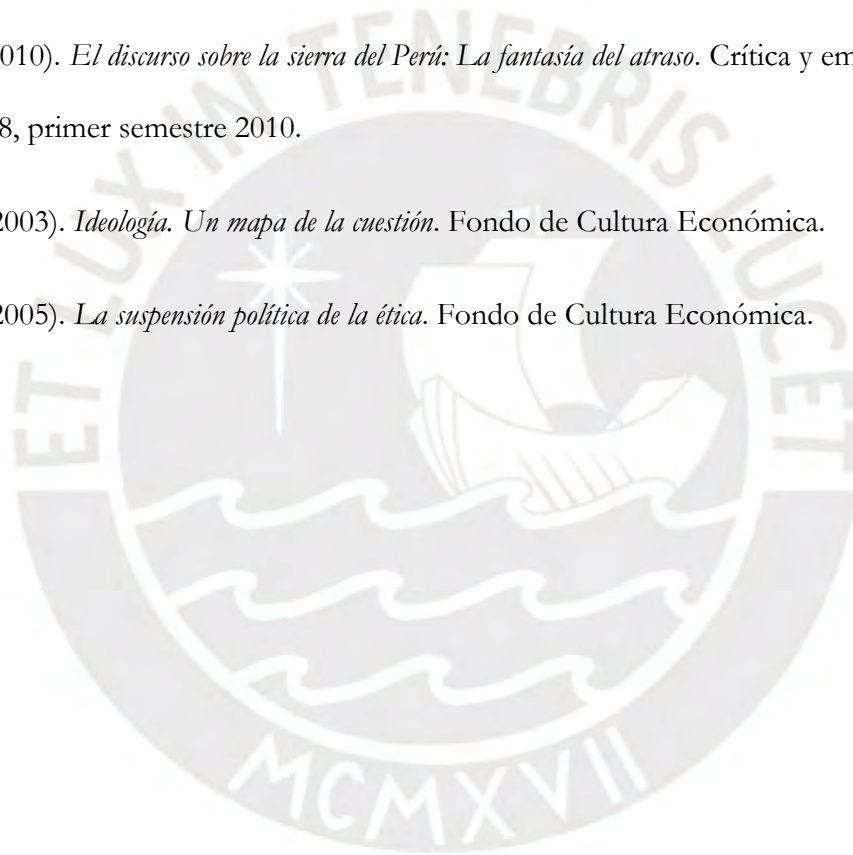 010). El discurso sobre la sierra del Perú: La fantasía del atraso. Crítica y em
8, primer semestre 2010.
2003). Ideología. Un mapa de la cuestión. Fondo de Cultura Económica.
2005). La suspensión política de la ética. Fondo de Cultura Económica.
ET LUX IN TENEBRIS LUCET
MCMXVII